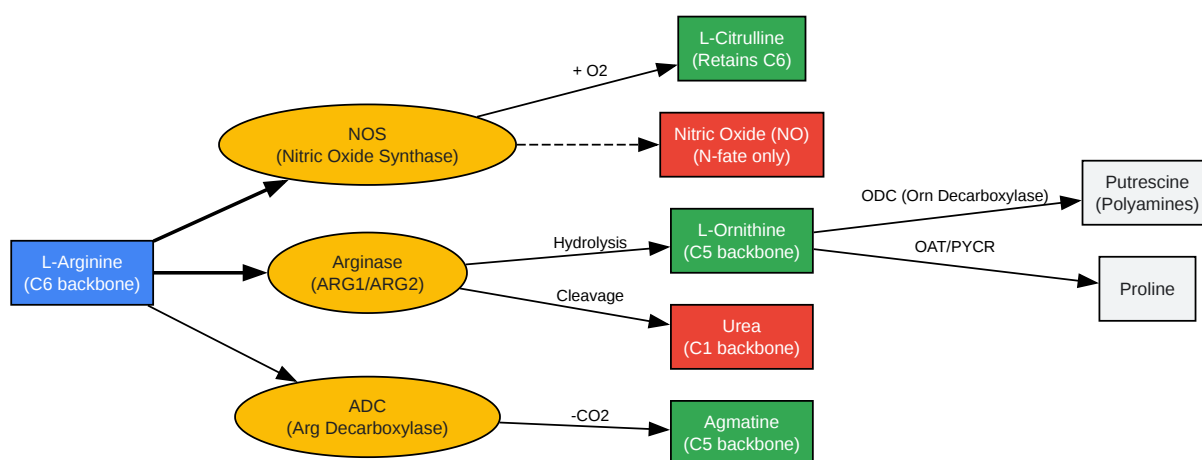 L-Arginine
(C6 backbone)
NOS
(Nitric Oxide Synthase)
Arginase
(ARG1/ARG2)
ADC
(Arg Decarboxylase)
+ O2
Hydrolysis
Cleavage
-CO2
L-Citrulline
(Retains C6)
Nitric Oxide (NO)
(N-fate only)
L-Ornithine
(C5 backbone)
Urea
(C1 backbone)
Agmatine
(C5 backbone)
ODC (Orn Decarboxylase)
OAT/PYCR
Putrescine
(Polyamines)
Proline